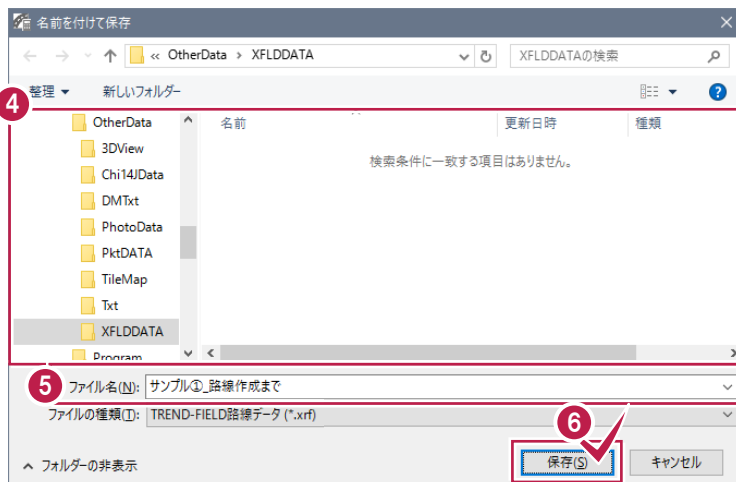 名前を付けて保存
« OtherData › XFLDDATA XFLDDATAの検索
整理 新しいフォルダー
4
OtherData 名前 更新日時 種類
3DView 検索条件に一致する項目はありません。
Chi14JData
DMTxt
PhotoData
PktDATA
TileMap
Txt
XFLDDATA
Program
5 ファイル名(N): サンプル①_路線作成まで
ファイルの種類(T): TREND-FIELD路線データ (*.xrf)
6
フォルダーの非表示 保存(S) キャンセル